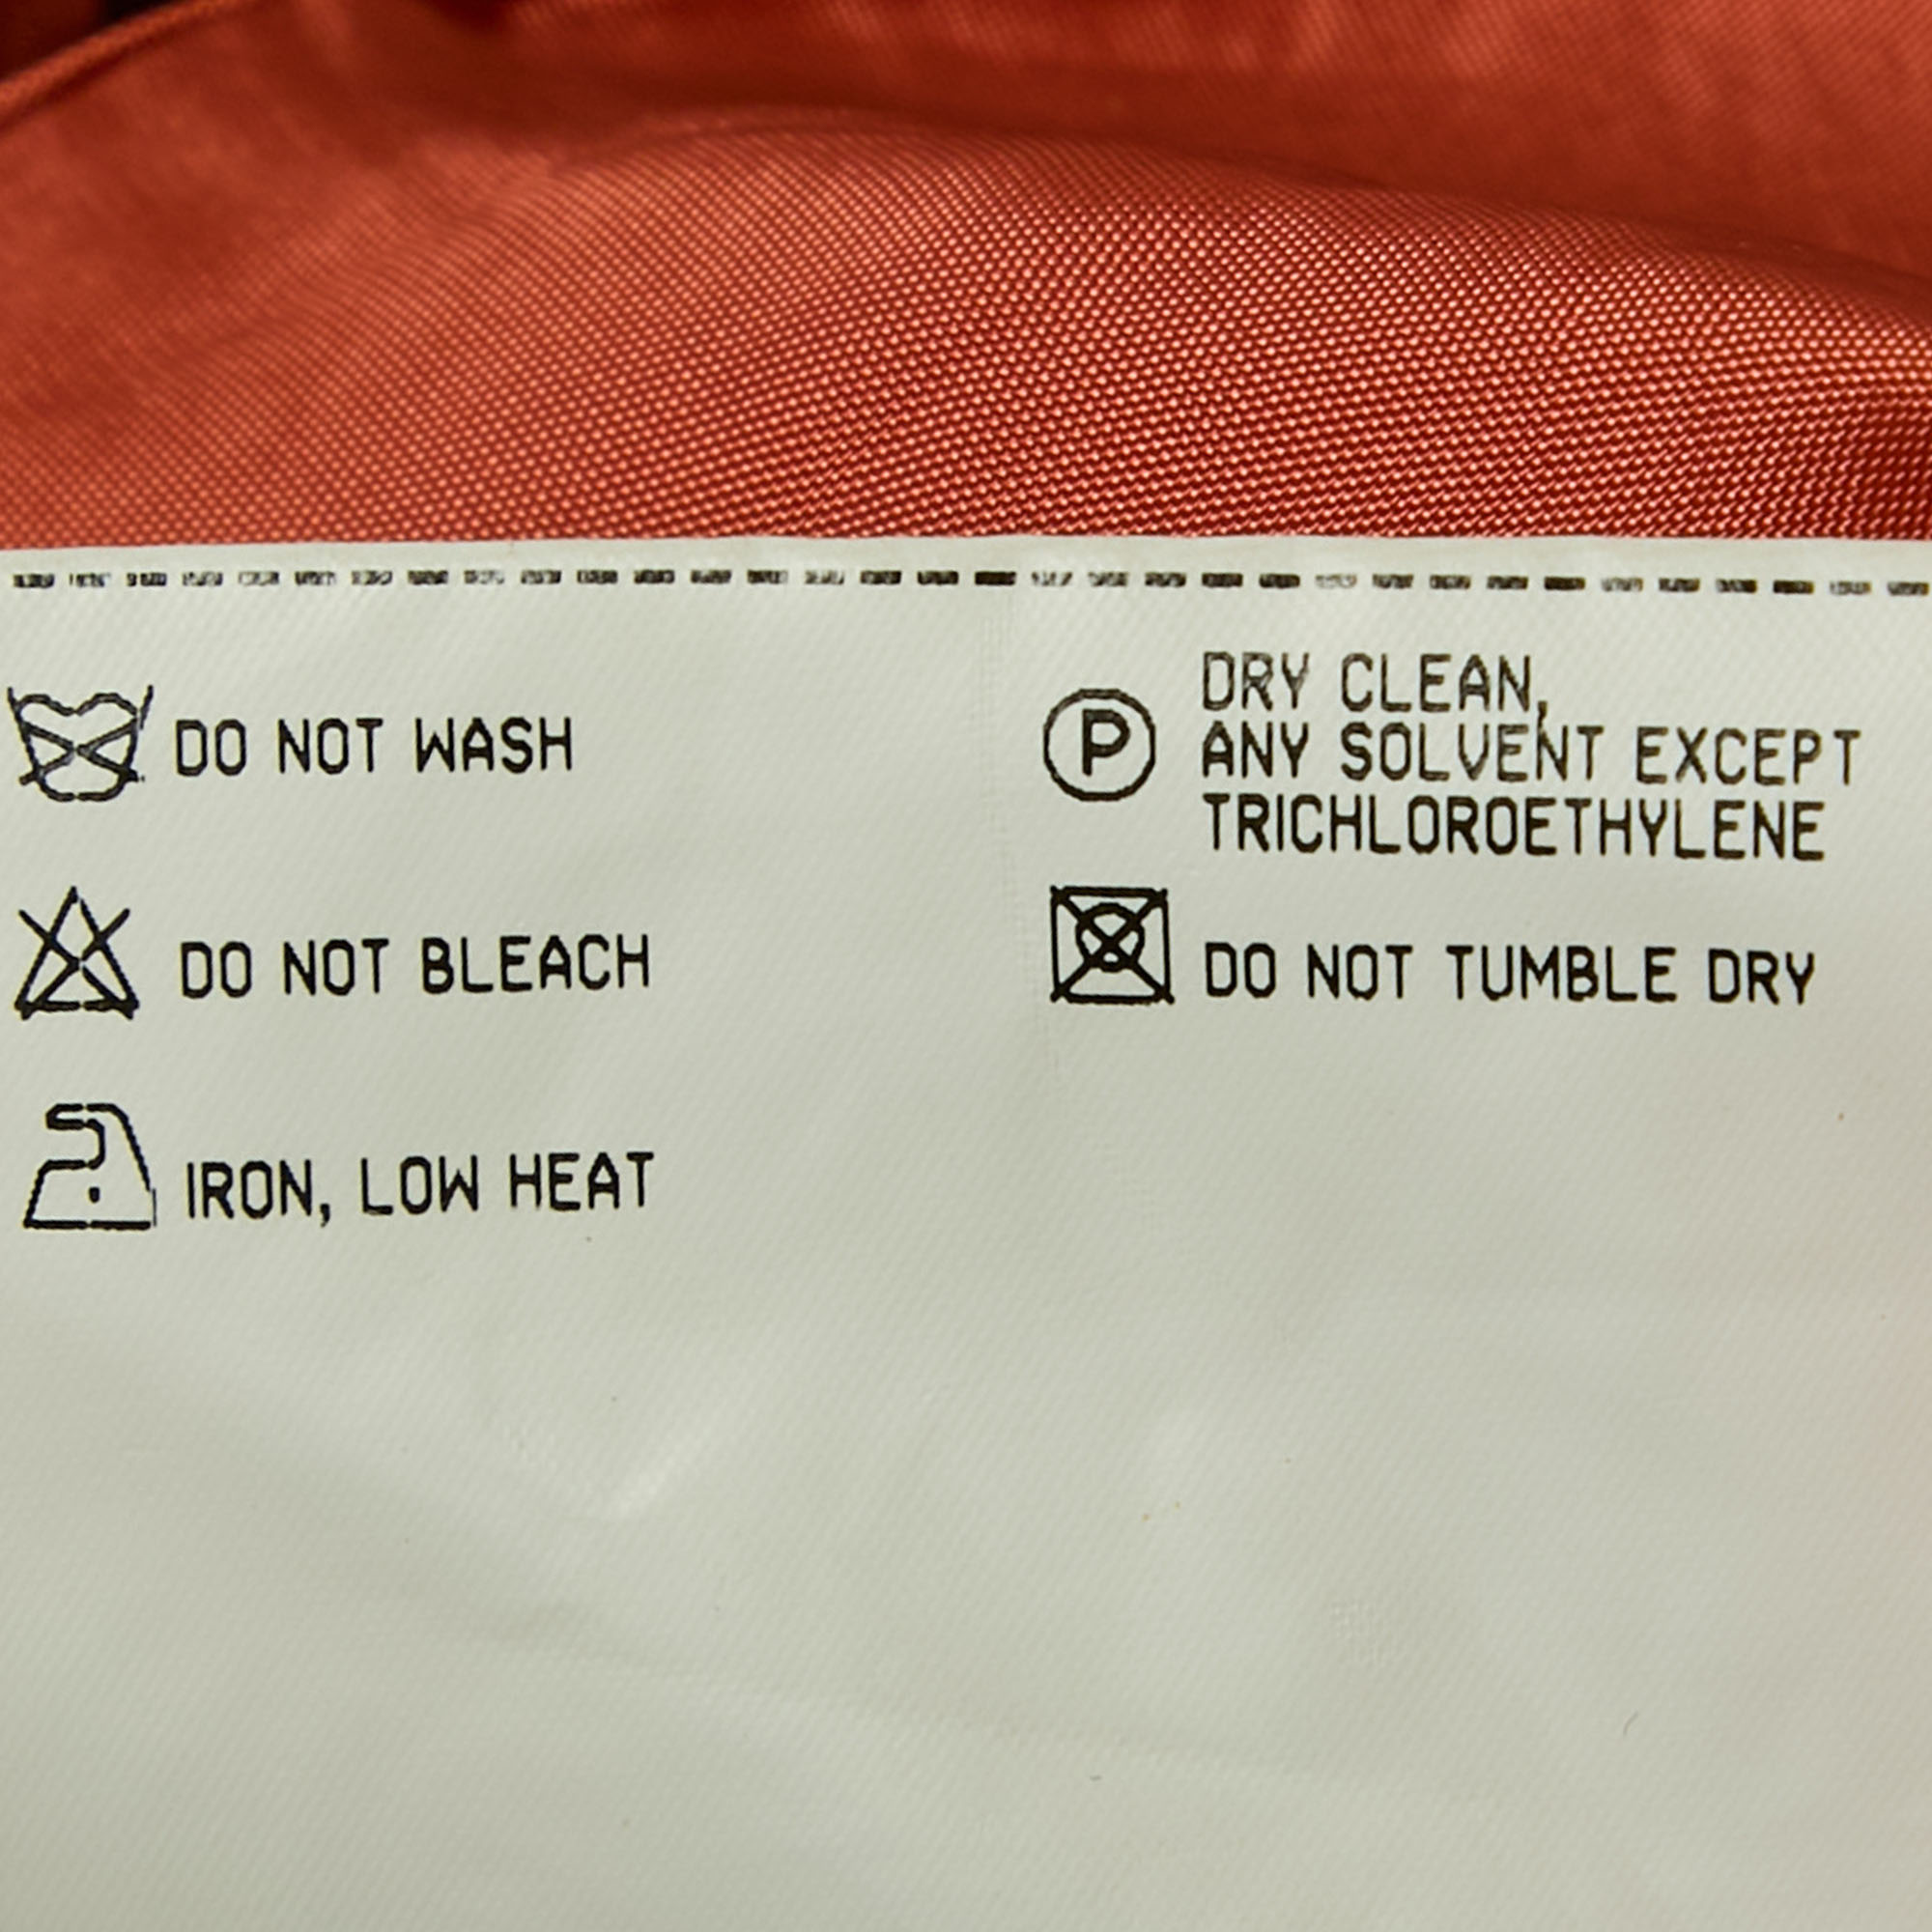 DO NOT WASH
DO NOT BLEACH
IRON, LOW HEAT
P
DRY CLEAN,
ANY SOLVENT EXCEPT
TRICHLOROETHYLENE
DO NOT TUMBLE DRY